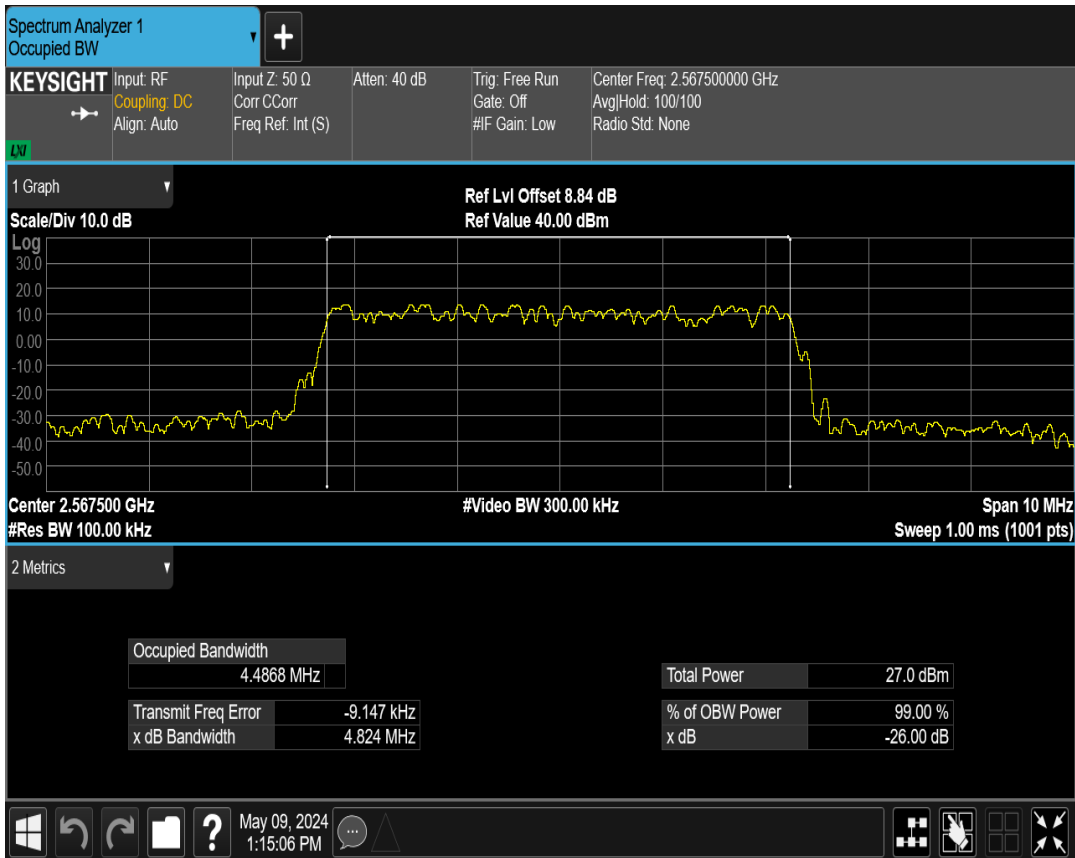 Spectrum Analyzer 1
Occupied BW
KEYSIGHT
LXI
Input: RF
Coupling: DC
Align: Auto
Input Z: 50 Ω
Corr CCorr
Freq Ref: Int (S)
Atten: 40 dB
Trig: Free Run
Gate: Off
#IF Gain: Low
Center Freq: 2.567500000 GHz
Avg|Hold: 100/100
Radio Std: None
1 Graph
Scale/Div 10.0 dB
Ref Lvl Offset 8.84 dB
Ref Value 40.00 dBm
Log
30.0
20.0
10.0
0.00
-10.0
-20.0
-30.0
-40.0
-50.0
Center 2.567500 GHz
#Video BW 300.00 kHz
Span 10 MHz
#Res BW 100.00 kHz
Sweep 1.00 ms (1001 pts)
2 Metrics
Occupied Bandwidth
4.4868 MHz
Total Power 27.0 dBm
Transmit Freq Error -9.147 kHz
% of OBW Power 99.00 %
x dB Bandwidth 4.824 MHz
x dB -26.00 dB
?
May 09, 2024
1:15:06 PM